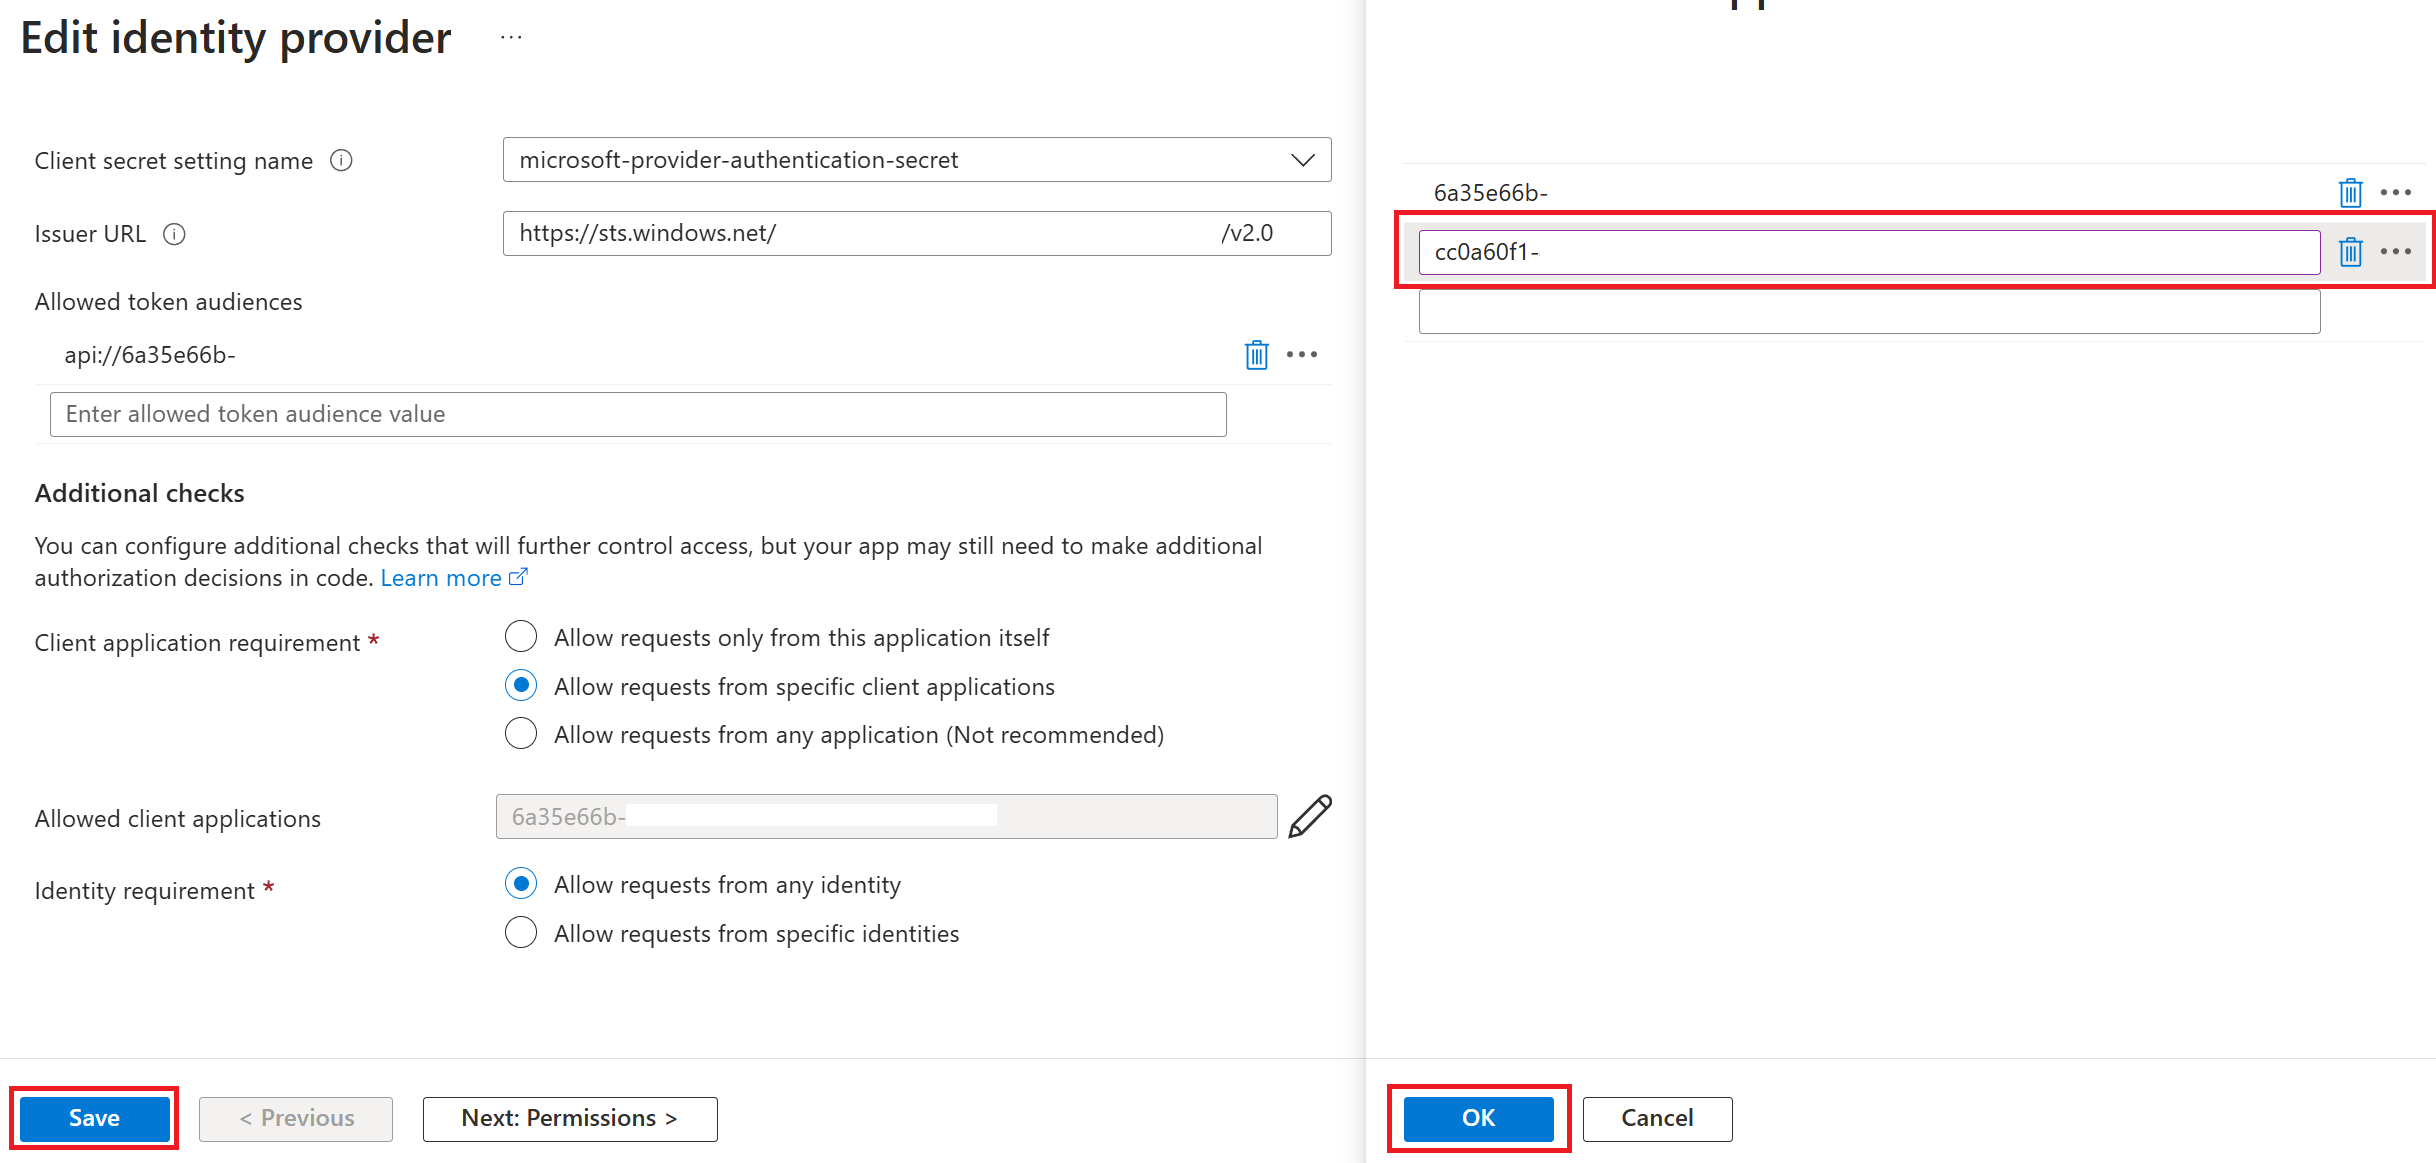 Edit identity provider ...
Client secret setting name
microsoft-provider-authentication-secret
Issuer URL
https://sts.windows.net/ /v2.0
Allowed token audiences
api://6a35e66b-
Enter allowed token audience value
Additional checks
You can configure additional checks that will further control access, but your app may still need to make additional
authorization decisions in code. Learn more
Client application requirement *
Allow requests only from this application itself
Allow requests from specific client applications
Allow requests from any application (Not recommended)
Allowed client applications
6a35e66b-
Identity requirement *
Allow requests from any identity
Allow requests from specific identities
Save
< Previous
Next: Permissions >
6a35e66b-
cc0a60f1-
OK
Cancel